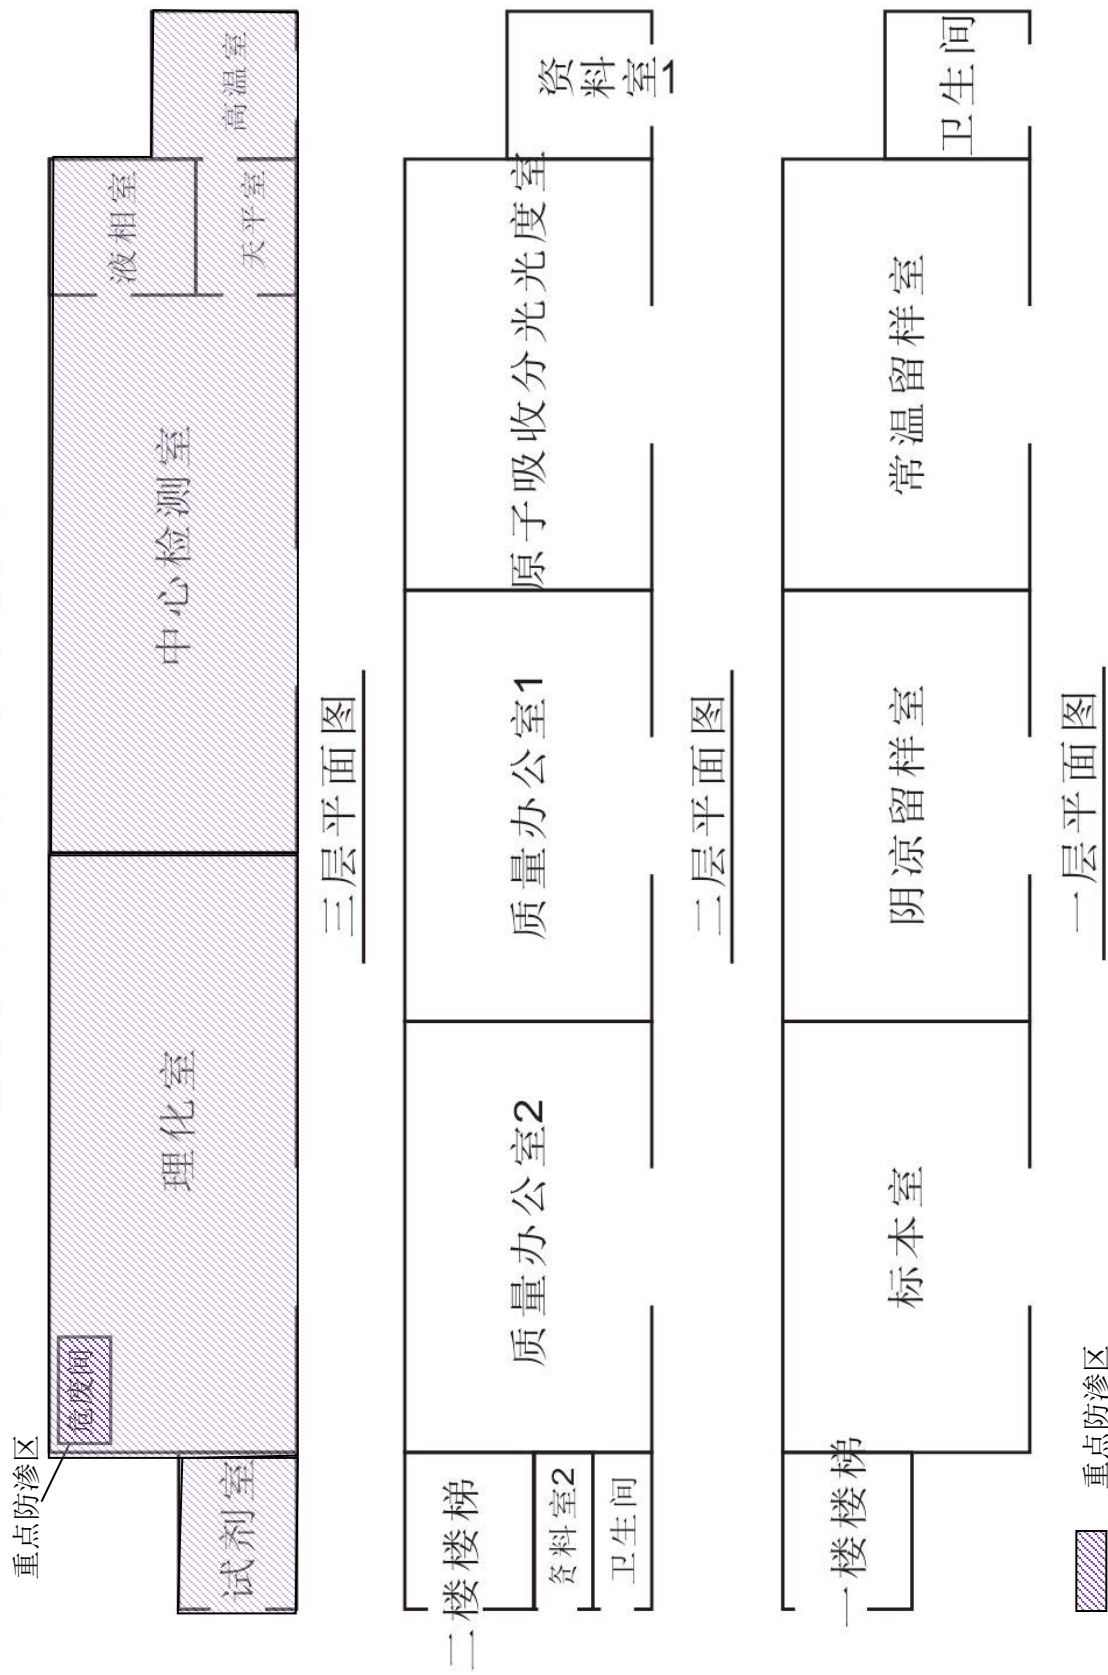 重点防渗区
危废间
试剂室
理化室
中心检测室
液相室
天平室
高温室
三层平面图
二楼楼梯
资料室2
卫生间
质量办公室2
质量办公室1
原子吸收分光光度室
资料
室1
二层平面图
一楼楼梯
标本室
阴凉留样室
常温留样室
卫生间
一层平面图
重点防渗区